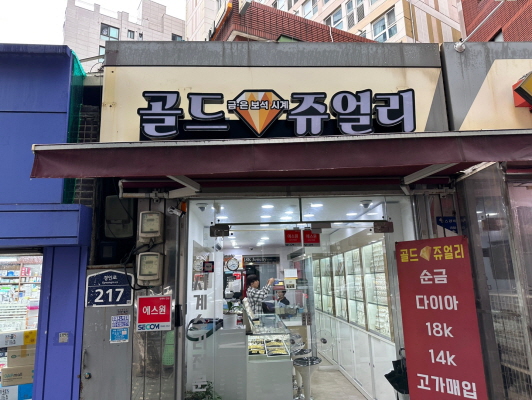 금·은 보석 시계
골드 쥬얼리
217
에스원
SECOM
계
골드 쥬얼리
순금
다이아
18k
14k
고가매입